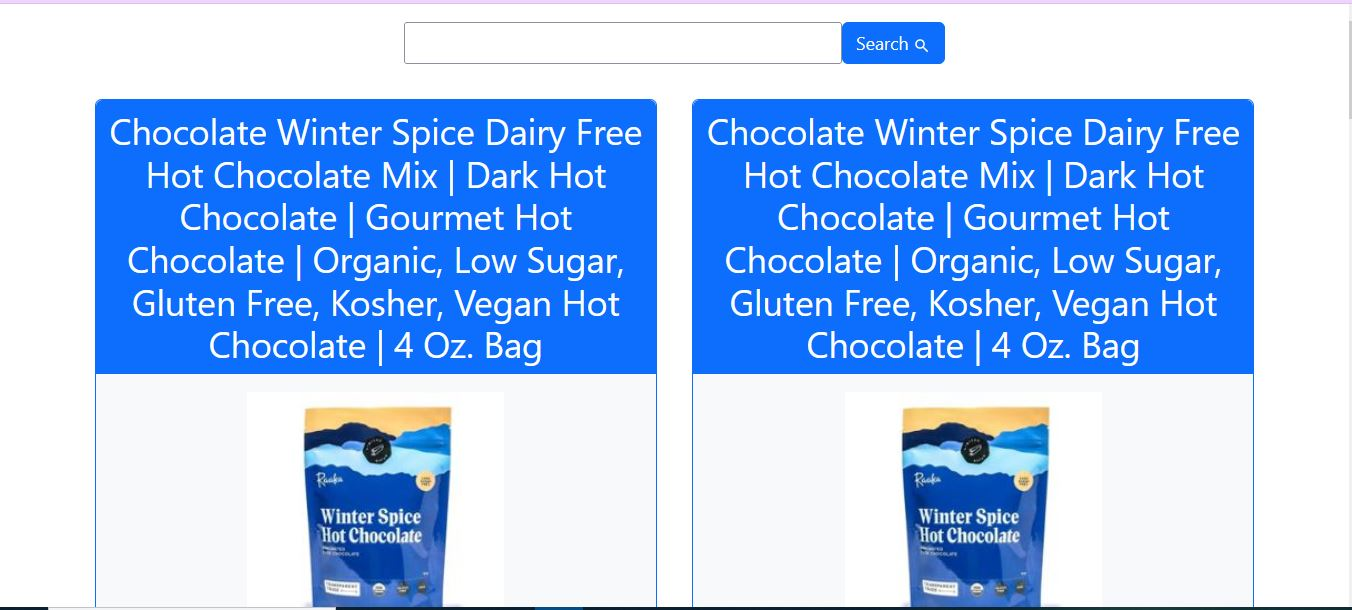 Search
Chocolate Winter Spice Dairy Free
Hot Chocolate Mix | Dark Hot
Chocolate | Gourmet Hot
Chocolate | Organic, Low Sugar,
Gluten Free, Kosher, Vegan Hot
Chocolate | 4 Oz. Bag
Raaka
Winter Spice
Hot Chocolate
Chocolate Winter Spice Dairy Free
Hot Chocolate Mix | Dark Hot
Chocolate | Gourmet Hot
Chocolate | Organic, Low Sugar,
Gluten Free, Kosher, Vegan Hot
Chocolate | 4 Oz. Bag
Raaka
Winter Spice
Hot Chocolate